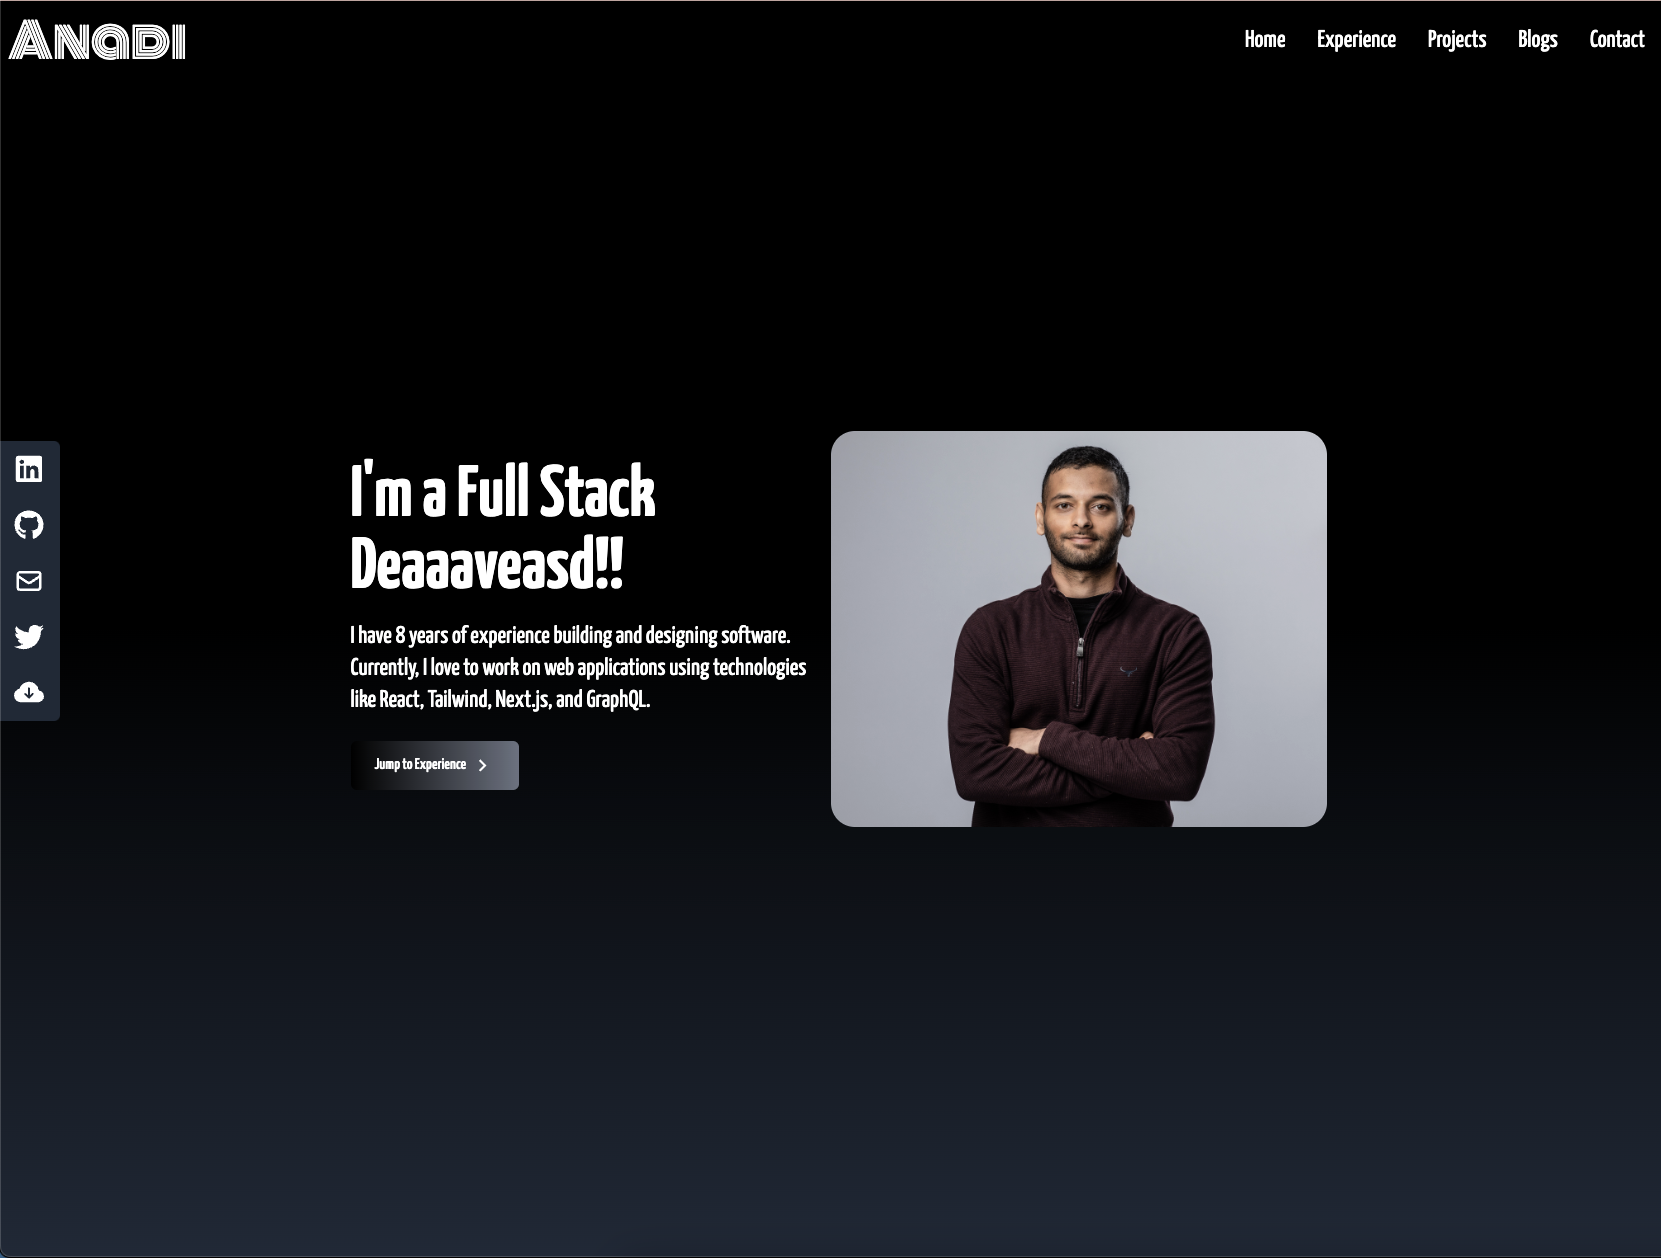 ANaDI
Home Experience Projects Blogs Contact
I'm a Full Stack
Deaaaveasd!!
I have 8 years of experience building and designing software.
Currently, I love to work on web applications using technologies
like React, Tailwind, Next.js, and GraphQL.
Jump to Experience
in